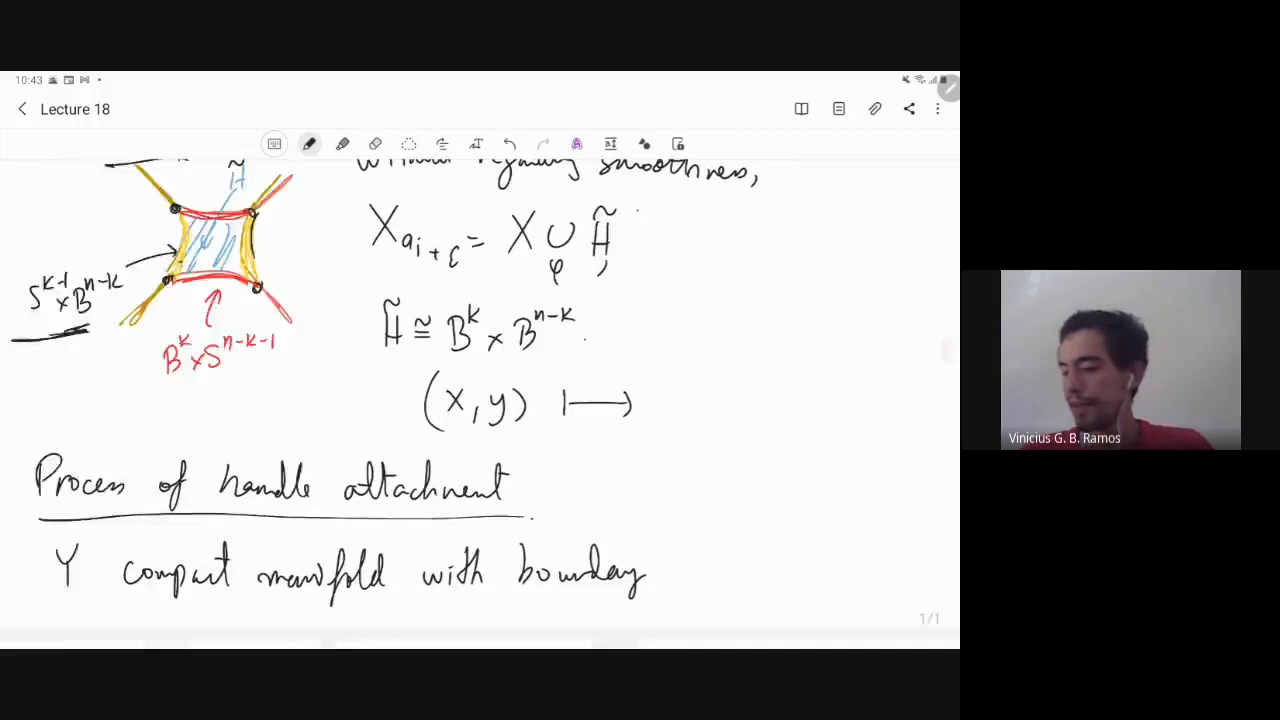 10:43
Lecture 18
H̃
without requiring smoothness,
X_{a_i+ε} = X ∪_φ H̃,
S^{k-1} × B^{n-k}
H̃ ≅ B^k × B^{n-k}.
B^k × S^{n-k-1}
(x, y) ⟼
Process of handle attachment
Y compact manifold with boundary
1/1
Vinicius G. B. Ramos